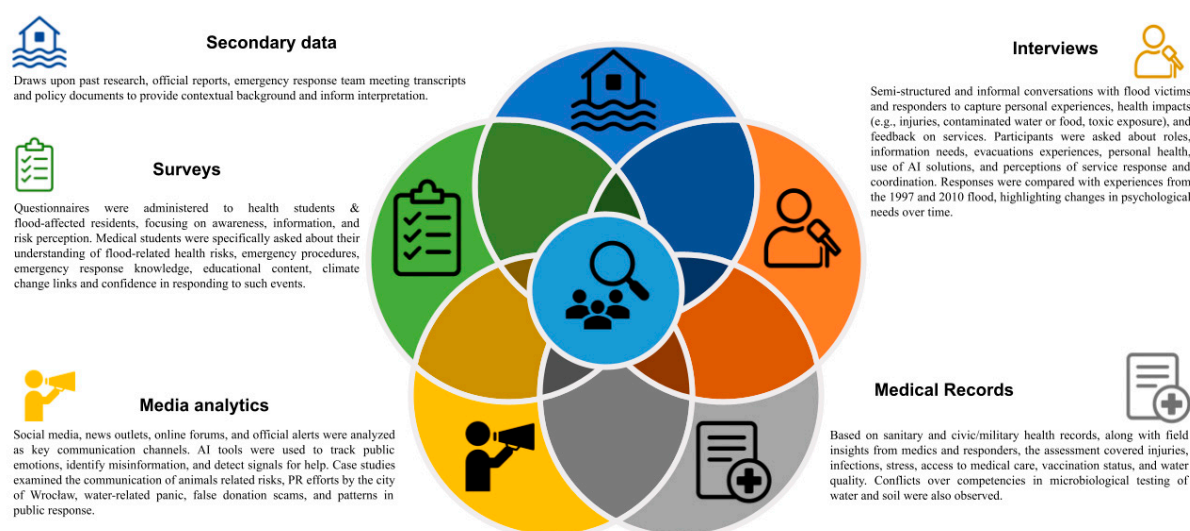 Secondary data
Draws upon past research, official reports, emergency response team meeting transcripts
and policy documents to provide contextual background and inform interpretation.
Surveys
Questionnaires were administered to health students &
flood-affected residents, focusing on awareness, information, and
risk perception. Medical students were specifically asked about their
understanding of flood-related health risks, emergency procedures,
emergency response knowledge, educational content, climate
change links and confidence in responding to such events.
Media analytics
Social media, news outlets, online forums, and official alerts were analyzed
as key communication channels. AI tools were used to track public
emotions, identify misinformation, and detect signals for help. Case studies
examined the communication of animals related risks, PR efforts by the city
of Wrocław, water-related panic, false donation scams, and patterns in
public response.
Interviews
Semi-structured and informal conversations with flood victims
and responders to capture personal experiences, health impacts
(e.g., injuries, contaminated water or food, toxic exposure), and
feedback on services. Participants were asked about roles,
information needs, evacuations experiences, personal health,
use of AI solutions, and perceptions of service response and
coordination. Responses were compared with experiences from
the 1997 and 2010 flood, highlighting changes in psychological
needs over time.
Medical Records
Based on sanitary and civic/military health records, along with field
insights from medics and responders, the assessment covered injuries,
infections, stress, access to medical care, vaccination status, and water
quality. Conflicts over competencies in microbiological testing of
water and soil were also observed.